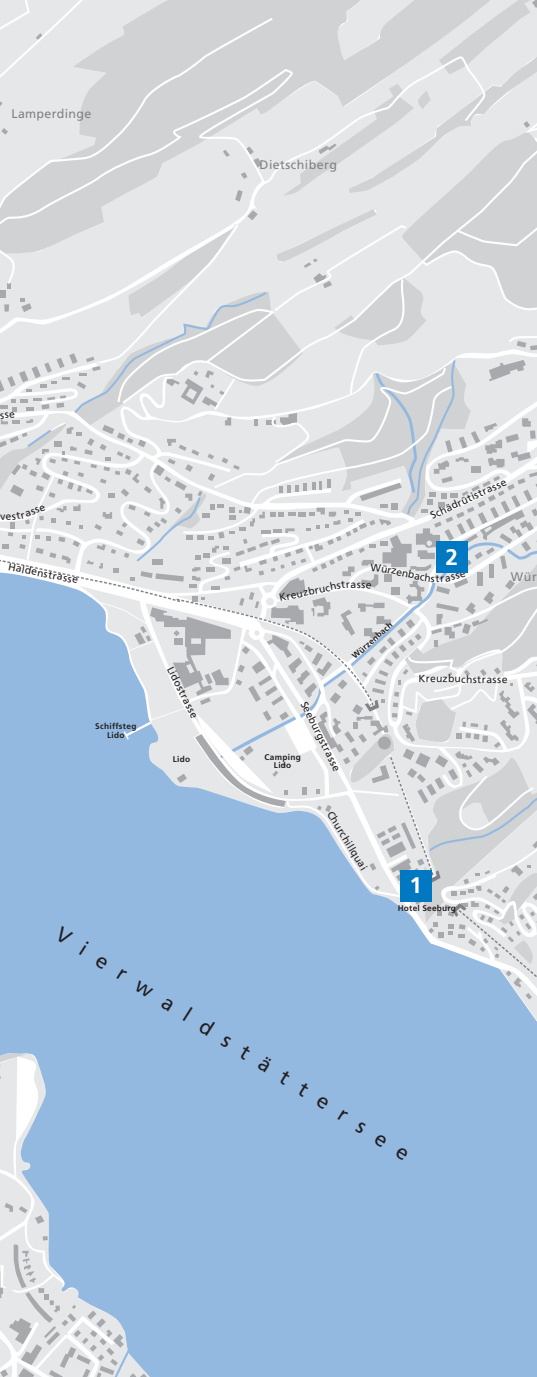 Lamperdinge
Dietschiberg
sse
Schädrütistrasse
vestrasse
2
Würzenbachstrasse
Haldenstrasse
Wür
Kreuzbruchstrasse
Würzenbach
Kreuzbuchstrasse
Lidostrasse
Seeburgstrasse
Schiffsteg
Lido
Lido
Camping
Lido
Churchillquai
1
Hotel Seeburg
Vierwaldstättersee